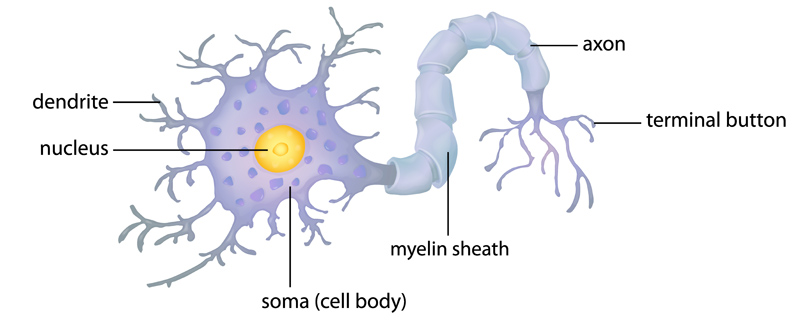 axon
dendrite
terminal button
nucleus
myelin sheath
soma (cell body)